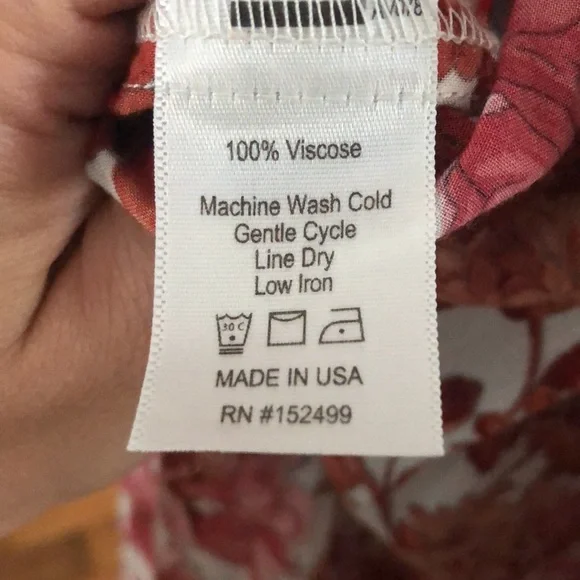 100% Viscose
Machine Wash Cold
Gentle Cycle
Line Dry
Low Iron
30 C
MADE IN USA
RN #152499